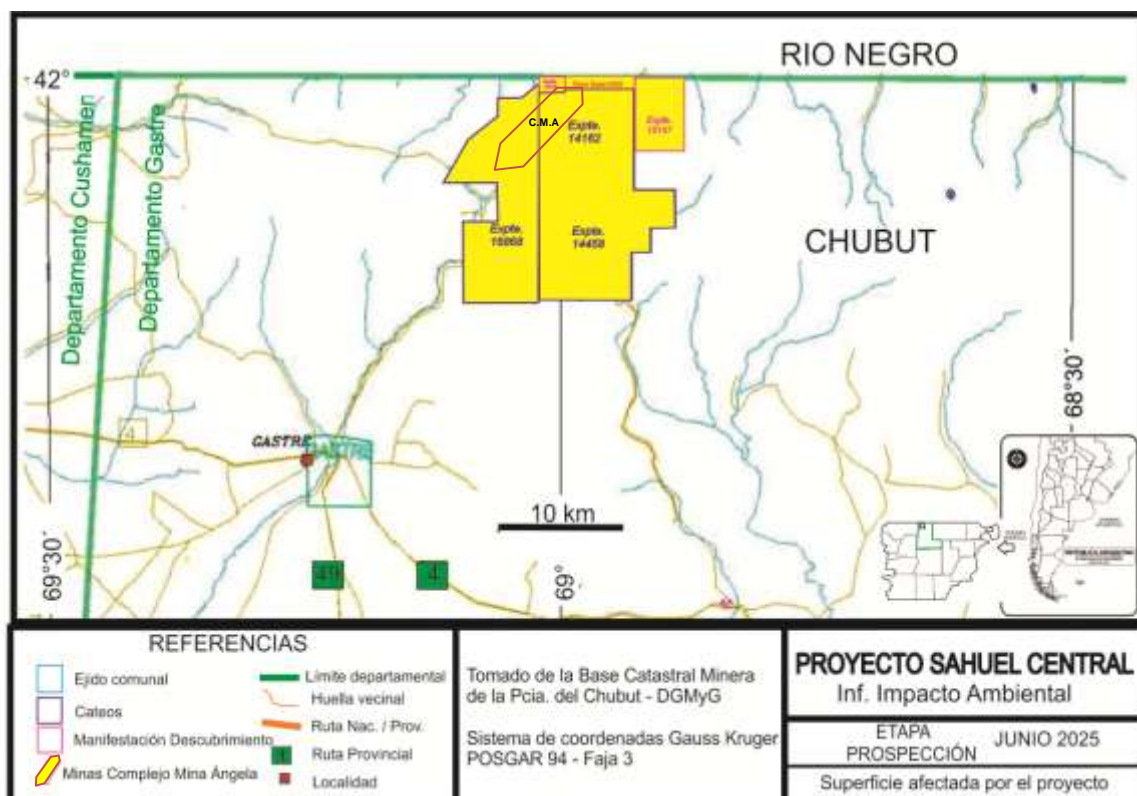 RIO NEGRO
42°
Departamento Cushamen
Departamento Gastre
C.M.A
Expte.
14162
Expte.
Expte.
14458
CHUBUT
68°30´
4
GASTRE
GASTRE
10 km
69°30´
49
4
69°
REFERENCIAS
Ejido comunal
Cateos
Manifestación Descubrimiento
Minas Complejo Mina Ángela
Límite departamental
Huella vecinal
Ruta Nac. / Prov.
Ruta Provincial
Localidad
Tomado de la Base Catastral Minera
de la Pcia. del Chubut - DGMyG
Sistema de coordenadas Gauss Kruger
POSGAR 94 - Faja 3
PROYECTO SAHUEL CENTRAL
Inf. Impacto Ambiental
ETAPA
PROSPECCIÓN
JUNIO 2025
Superficie afectada por el proyecto